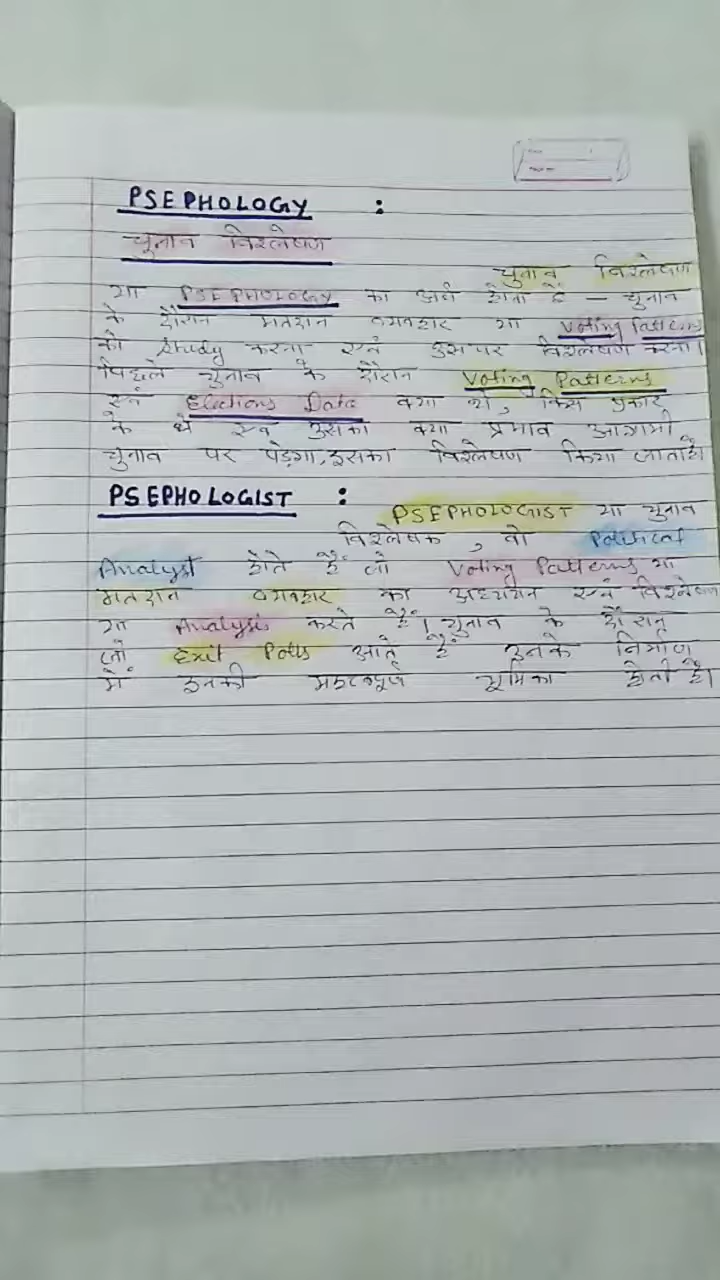 PSEPHOLOGY :
चुनाव विश्लेषण
चुनाव विश्लेषण
या PSEPHOLOGY का अर्थ होता है – चुनाव
के दौरान मतदान व्यवहार या Voting Patterns
को study करना एवं उसपर विश्लेषण करना।
पिछले चुनाव के दौरान Voting Patterns
एवं Elections Data क्या थे, किस प्रकार
के थे एवं उसका क्या प्रभाव आगामी
चुनाव पर पड़ेगा, इसका विश्लेषण किया जाता है।
PSEPHOLOGIST :
PSEPHOLOGIST या चुनाव
विश्लेषक, वो Political
Analyst होते हैं जो Voting Patterns या
मतदान व्यवहार का अध्ययन एवं विश्लेषण
या Analysis करते हैं। चुनाव के दौरान
जो Exit Polls आते हैं उनके निर्माण
में इनकी महत्वपूर्ण भूमिका होती है।